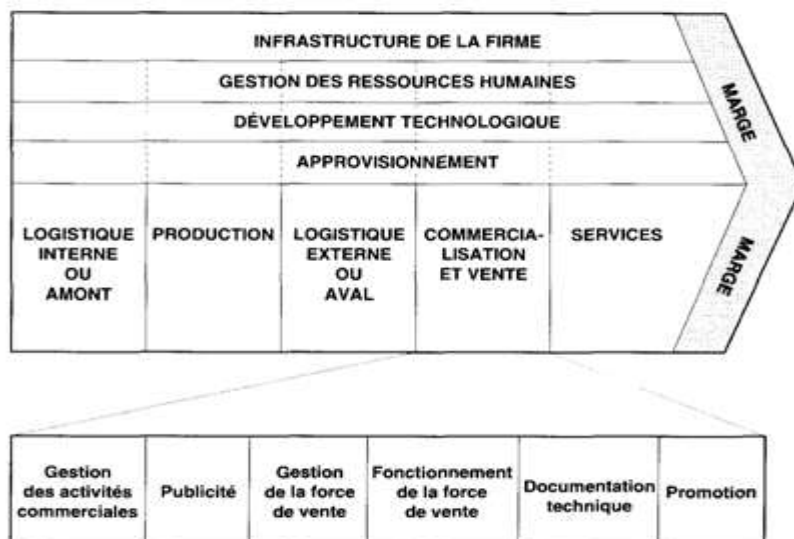 INFRASTRUCTURE DE LA FIRME
GESTION DES RESSOURCES HUMAINES
DÉVELOPPEMENT TECHNOLOGIQUE
APPROVISIONNEMENT
MARGE
LOGISTIQUE
INTERNE
OU
AMONT
PRODUCTION
LOGISTIQUE
EXTERNE
OU
AVAL
COMMERCIA-
LISATION
ET VENTE
SERVICES
MARGE
Gestion
des activités
commerciales
Publicité
Gestion
de la force
de vente
Fonctionnement
de la force
de vente
Documentation
technique
Promotion